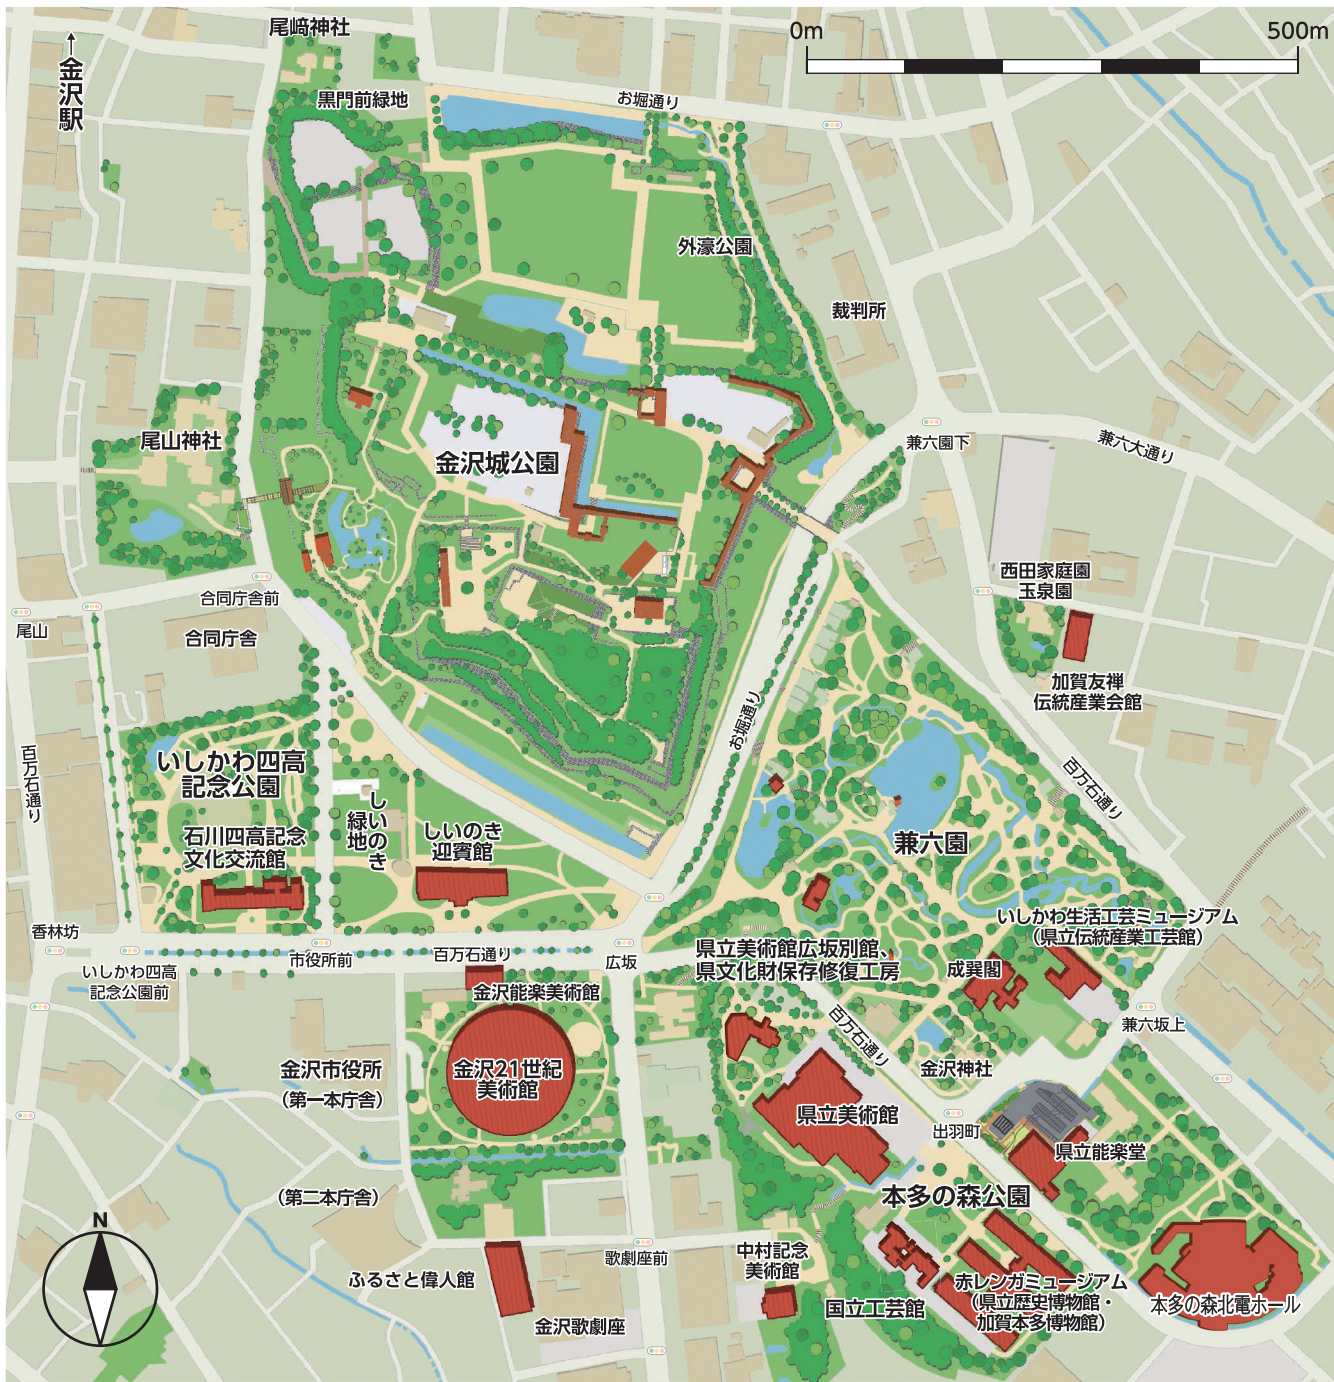 尾﨑神社
0m
500m
↑金沢駅
黒門前緑地
お堀通り
外濠公園
裁判所
尾山神社
金沢城公園
兼六園下
兼六大通り
西田家庭園
玉泉園
合同庁舎前
尾山
合同庁舎
加賀友禅
伝統産業会館
お堀通り
百万石通り
いしかわ四高
記念公園
百万石通り
石川四高記念
文化交流館
しいのき
緑地
しいのき
迎賓館
兼六園
いしかわ生活工芸ミュージアム
(県立伝統産業工芸館)
香林坊
市役所前
百万石通り
広坂
県立美術館広坂別館、
県文化財保存修復工房
成巽閣
いしかわ四高
記念公園前
金沢能楽美術館
百万石通り
兼六坂上
金沢市役所
(第一本庁舎)
金沢21世紀
美術館
金沢神社
県立美術館
出羽町
県立能楽堂
(第二本庁舎)
本多の森公園
N
歌劇座前
中村記念
美術館
ふるさと偉人館
赤レンガミュージアム
(県立歴史博物館・
加賀本多博物館)
国立工芸館
本多の森北電ホール
金沢歌劇座